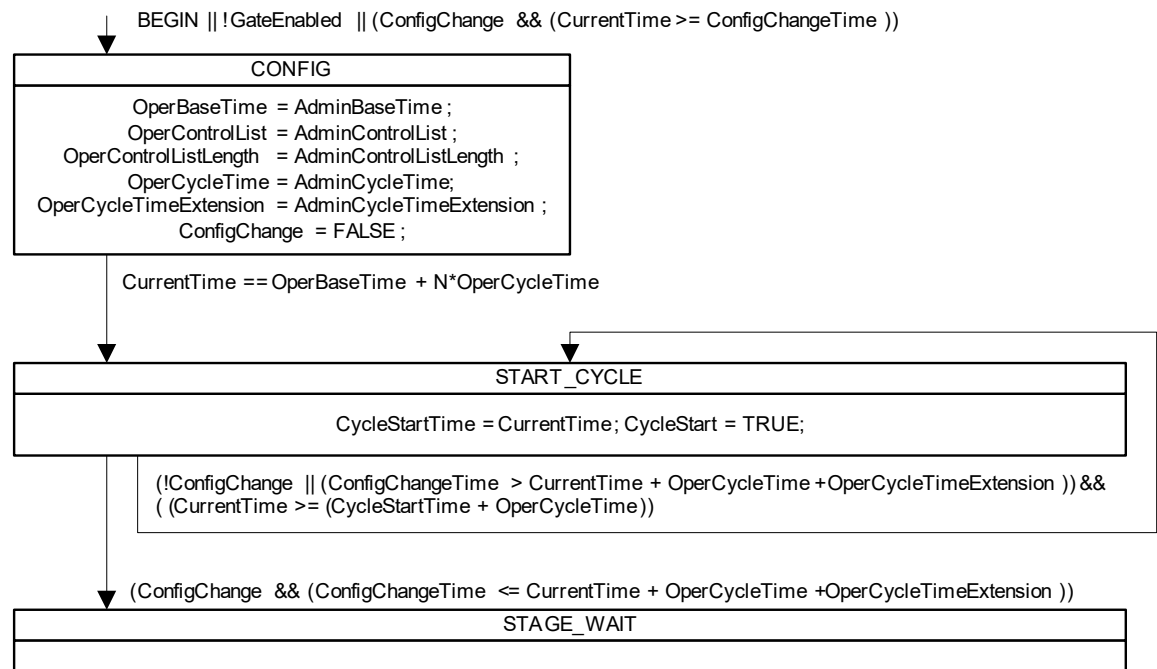 BEGIN || !GateEnabled || (ConfigChange && (CurrentTime >= ConfigChangeTime ))
CONFIG
OperBaseTime = AdminBaseTime ;
OperControlList = AdminControlList ;
OperControlListLength = AdminControlListLength ;
OperCycleTime = AdminCycleTime;
OperCycleTimeExtension = AdminCycleTimeExtension ;
ConfigChange = FALSE ;
CurrentTime == OperBaseTime + N*OperCycleTime
START_CYCLE
CycleStartTime = CurrentTime; CycleStart = TRUE;
(!ConfigChange || (ConfigChangeTime > CurrentTime + OperCycleTime +OperCycleTimeExtension )) &&
( (CurrentTime >= (CycleStartTime + OperCycleTime))
(ConfigChange && (ConfigChangeTime <= CurrentTime + OperCycleTime +OperCycleTimeExtension ))
STAGE_WAIT